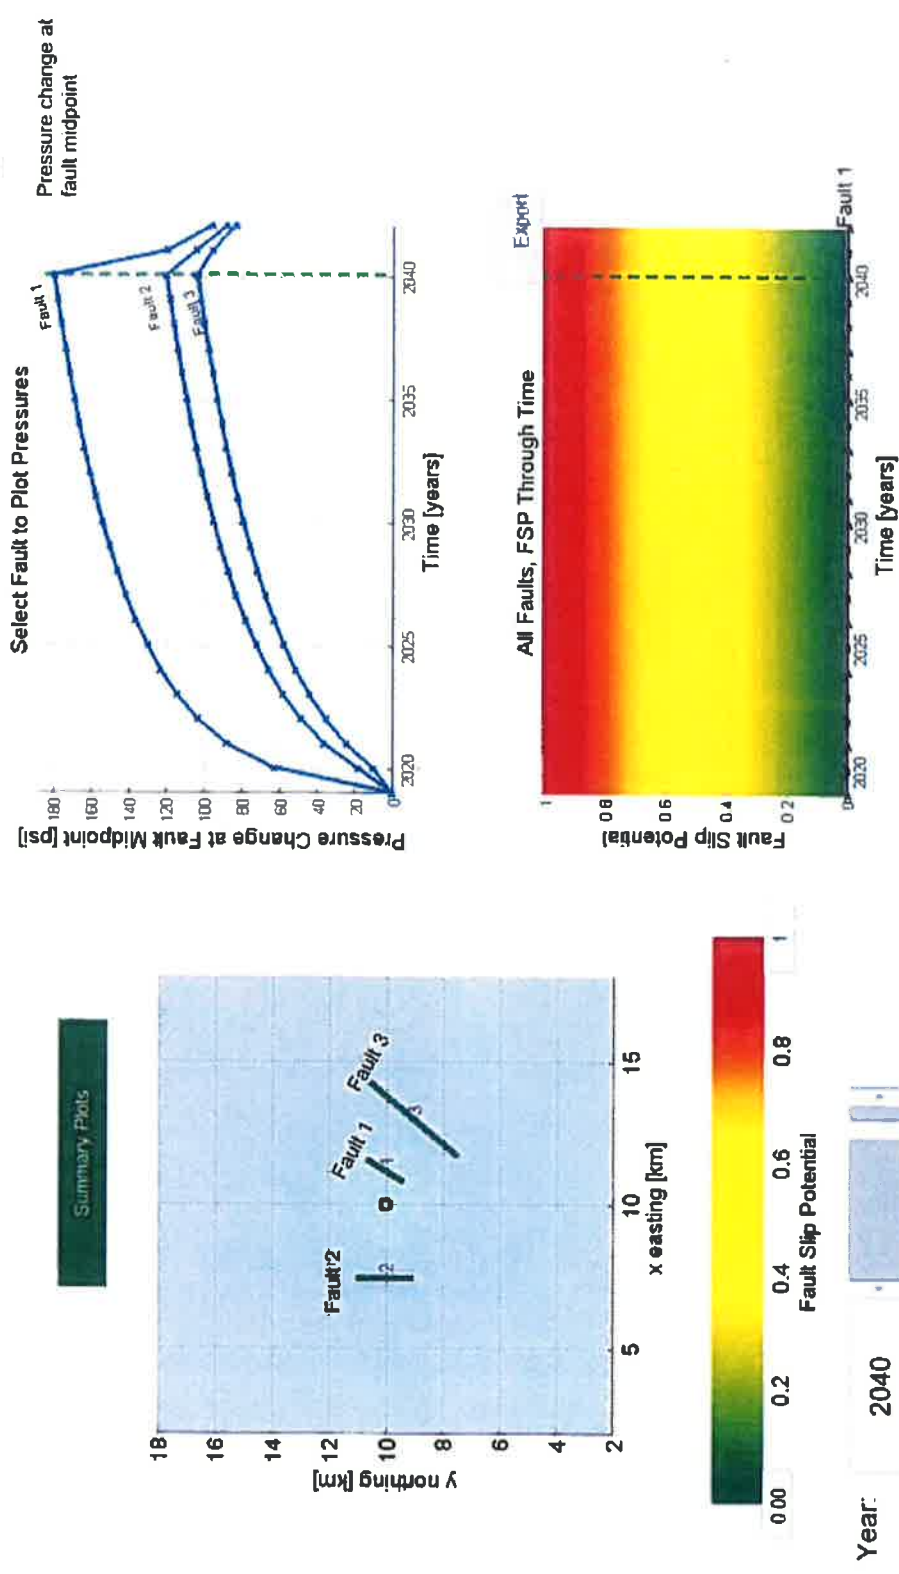 Summary Plots
18
16
14
12
10
8
6
4
2
y northing [km]
Fault 2
2
Fault 1
1
Fault 3
3
5
10
15
x easting [km]
0.00
0.2
0.4
0.6
0.8
1
Fault Slip Potential
Year:
2040
Select Fault to Plot Pressures
Pressure change at
fault midpoint
180
160
140
120
100
80
60
40
20
0
Pressure Change at Fault Midpoint [psi]
Fault 1
Fault 2
Fault 3
2020
2025
2030
2035
2040
Time [years]
All Faults, FSP Through Time
Export
1
0.8
0.6
0.4
0.2
0
Fault Slip Potential
2020
2025
2030
2035
2040
Fault 1
Time [years]